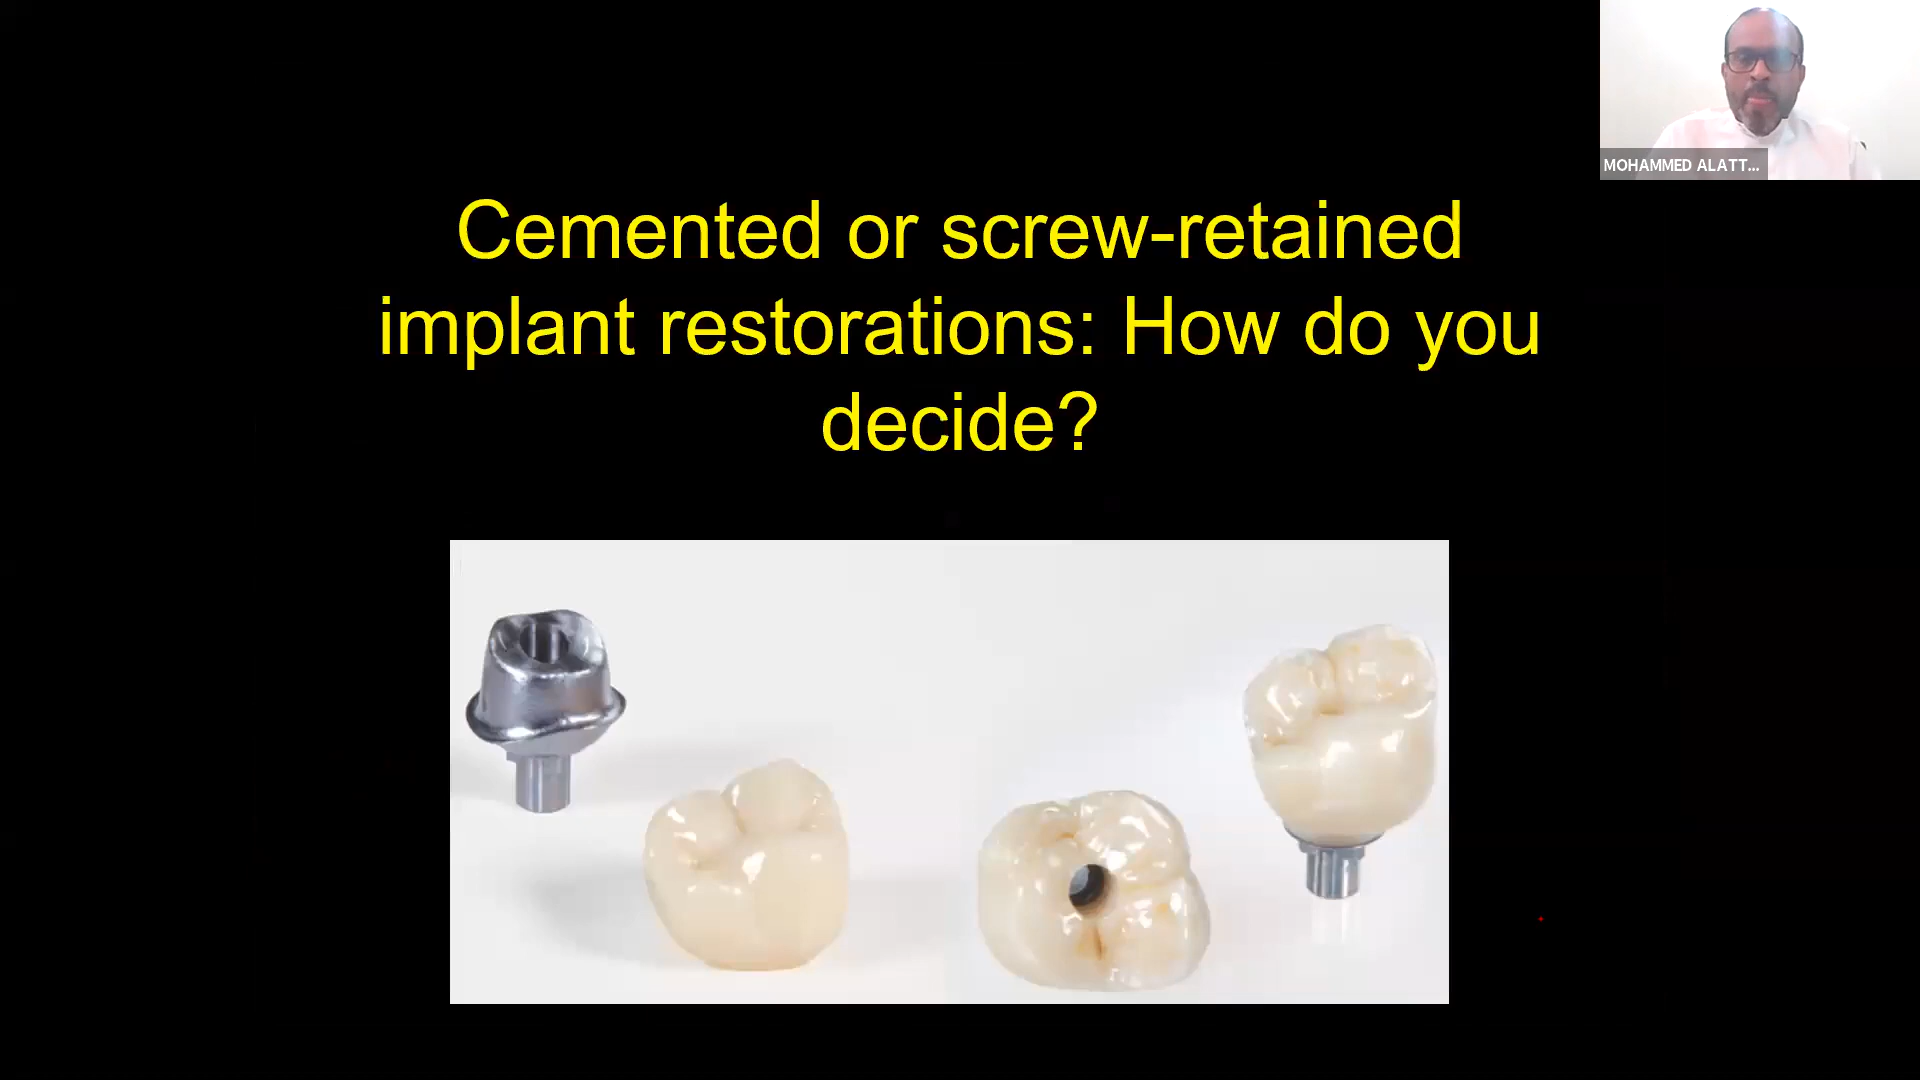 MOHAMMED ALATT...
Cemented or screw-retained
implant restorations: How do you
decide?